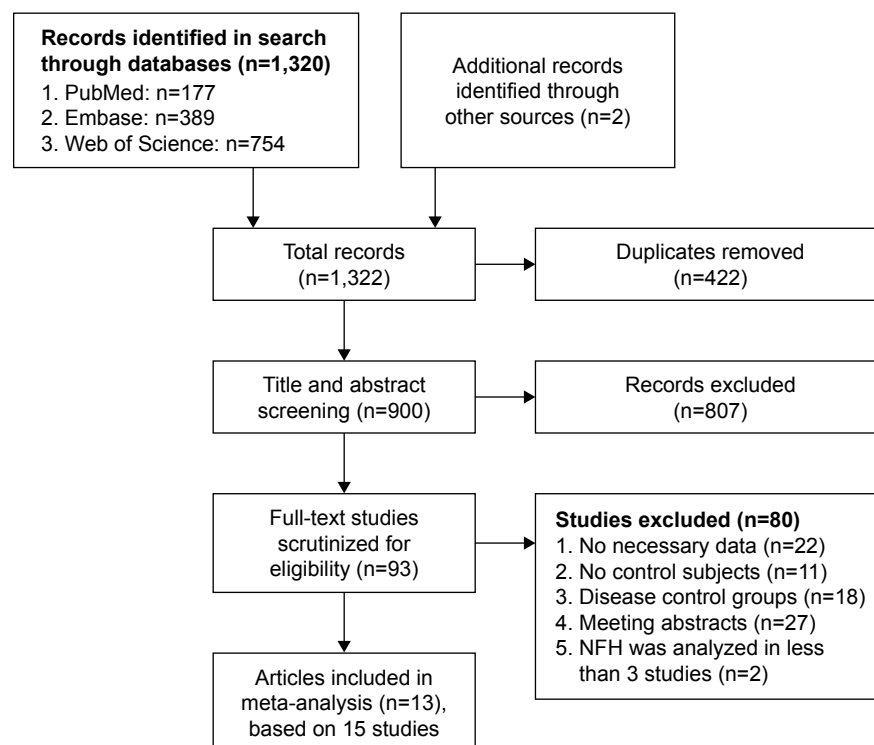 Records identified in search
through databases (n=1,320)
1. PubMed: n=177
2. Embase: n=389
3. Web of Science: n=754
Additional records
identified through
other sources (n=2)
Total records
(n=1,322)
Duplicates removed
(n=422)
Title and abstract
screening (n=900)
Records excluded
(n=807)
Full-text studies
scrutinized for
eligibility (n=93)
Studies excluded (n=80)
1. No necessary data (n=22)
2. No control subjects (n=11)
3. Disease control groups (n=18)
4. Meeting abstracts (n=27)
5. NFH was analyzed in less
than 3 studies (n=2)
Articles included in
meta-analysis (n=13),
based on 15 studies